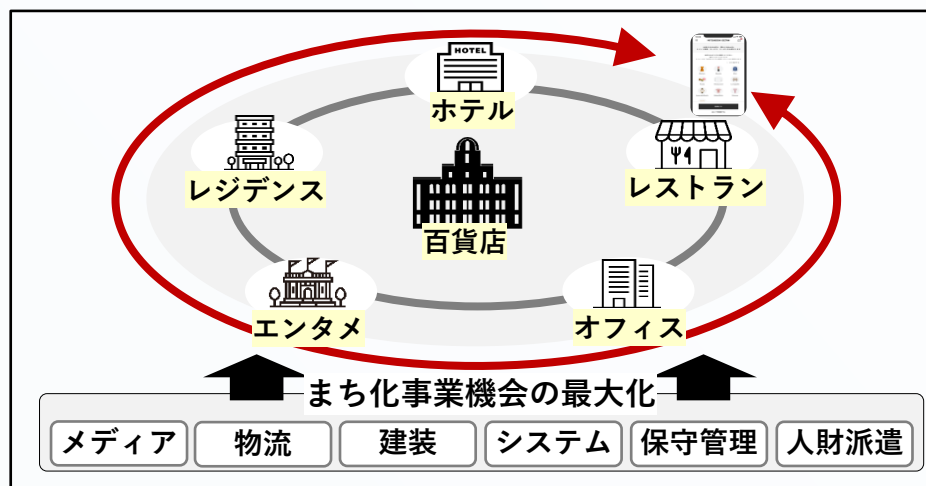 HOTEL
ホテル
レジデンス
レストラン
百貨店
エンタメ
オフィス
まち化事業機会の最大化
メディア
物流
建装
システム
保守管理
人財派遣